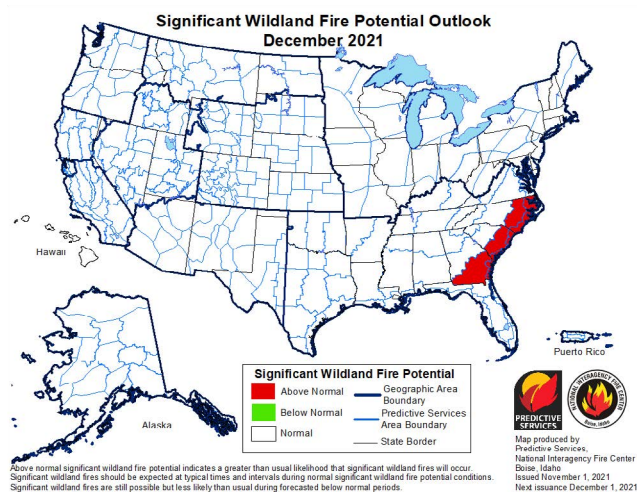 Significant Wildland Fire Potential Outlook
December 2021
Hawaii
Alaska
Puerto Rico
Significant Wildland Fire Potential
Above Normal
Below Normal
Normal
Geographic Area
Boundary
Predictive Services
Area Boundary
State Border
PREDICTIVE
SERVICES
NATIONAL INTERAGENCY FIRE CENTER
Boise, Idaho
Map produced by
Predictive Services,
National Interagency Fire Center
Boise, Idaho
Issued November 1, 2021
Next issuance December 1, 2021
Above normal significant wildland fire potential indicates a greater than usual likelihood that significant wildland fires will occur.
Significant wildland fires should be expected at typical times and intervals during normal significant wildland fire potential conditions.
Significant wildland fires are still possible but less likely than usual during forecasted below normal periods.